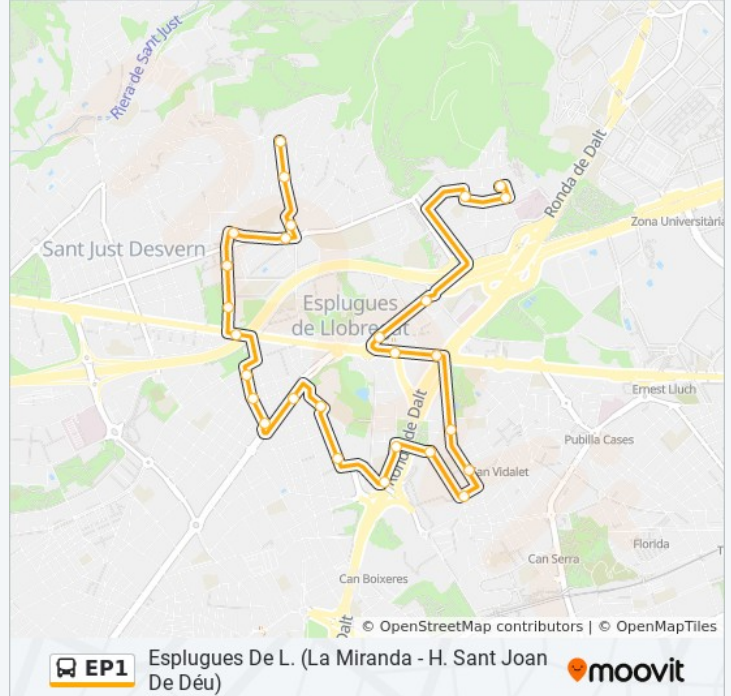 Riera de Sant Just
Ronda de Dalt
Zona Universitària
Sant Just Desvern
Esplugues
de Llobregat
Ernest Lluch
Ronda de Dalt
Pubilla Cases
Can Vidalet
Florida
Can Serra
Can Boixeres
Dalt
© OpenStreetMap contributors | © OpenMapTiles
EP1
Esplugues De L. (La Miranda - H. Sant Joan
De Déu)
moovit